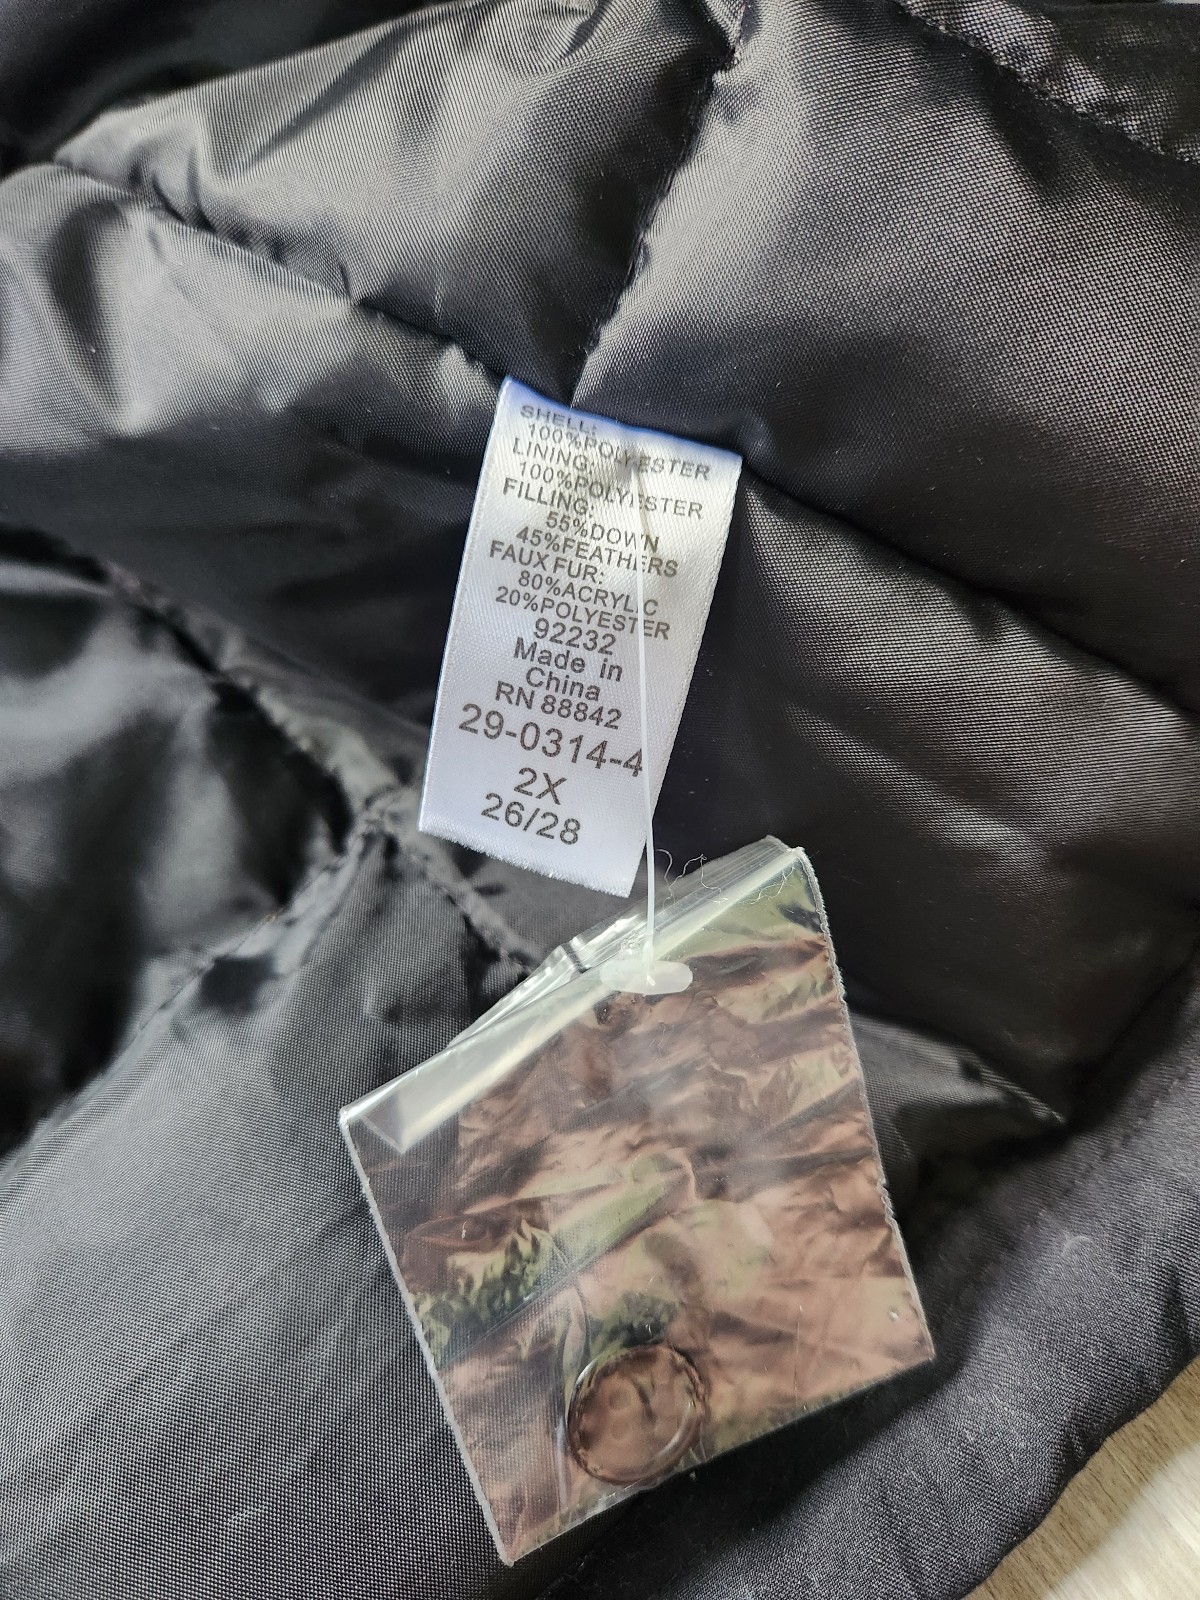 SHELL:
100%POLYESTER
LINING:
100%POLYESTER
FILLING:
55%DOWN
45%FEATHERS
FAUX FUR:
80%ACRYLIC
20%POLYESTER
92232
Made in
China
RN 88842
29-0314-4
2X
26/28